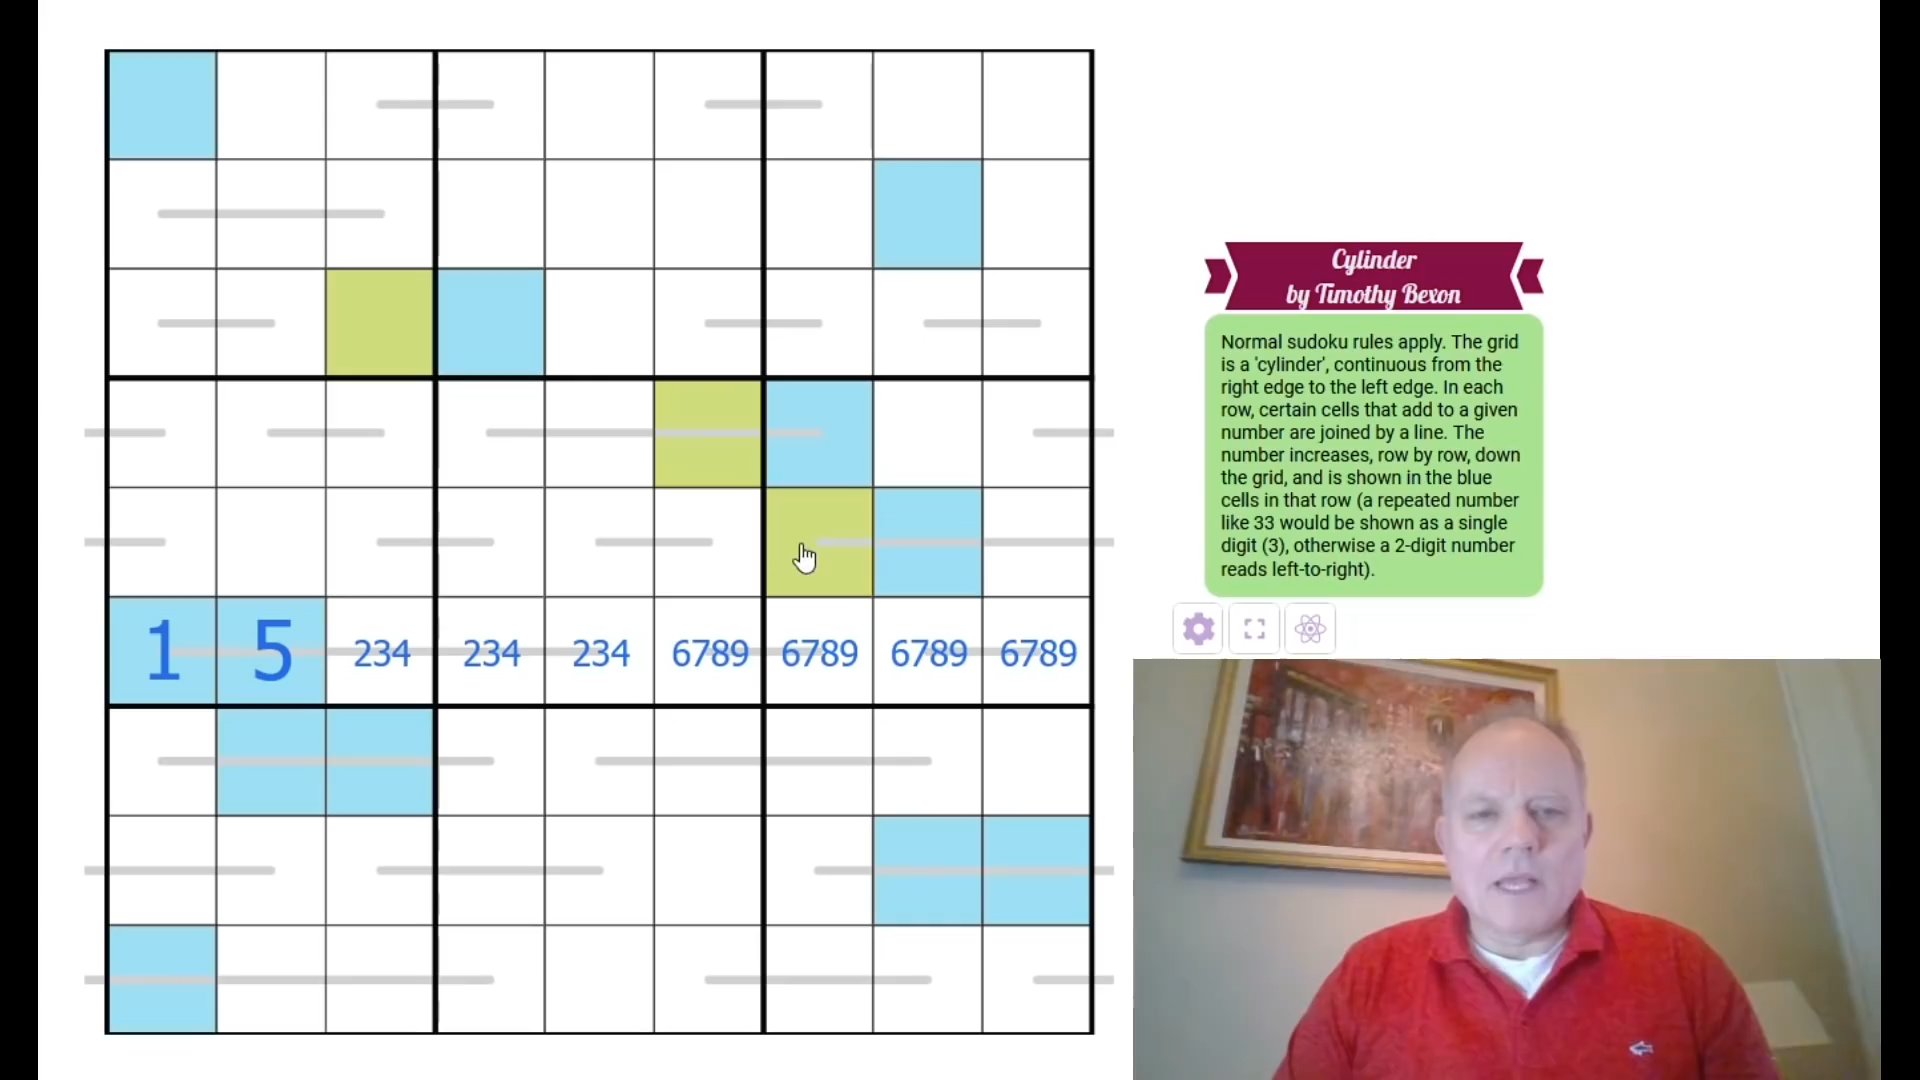 Cylinder
by Timothy Bexon
Normal sudoku rules apply. The grid
is a 'cylinder', continuous from the
right edge to the left edge. In each
row, certain cells that add to a given
number are joined by a line. The
number increases, row by row, down
the grid, and is shown in the blue
cells in that row (a repeated number
like 33 would be shown as a single
digit (3), otherwise a 2-digit number
reads left-to-right).
1 5 234 234 234 6789 6789 6789 6789